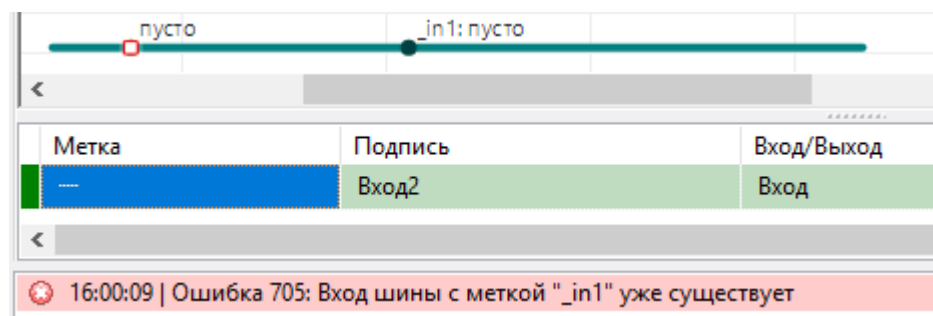 пусто _in1: пусто
Метка Подпись Вход/Выход
---- Вход2 Вход
16:00:09 | Ошибка 705: Вход шины с меткой "_in1" уже существует